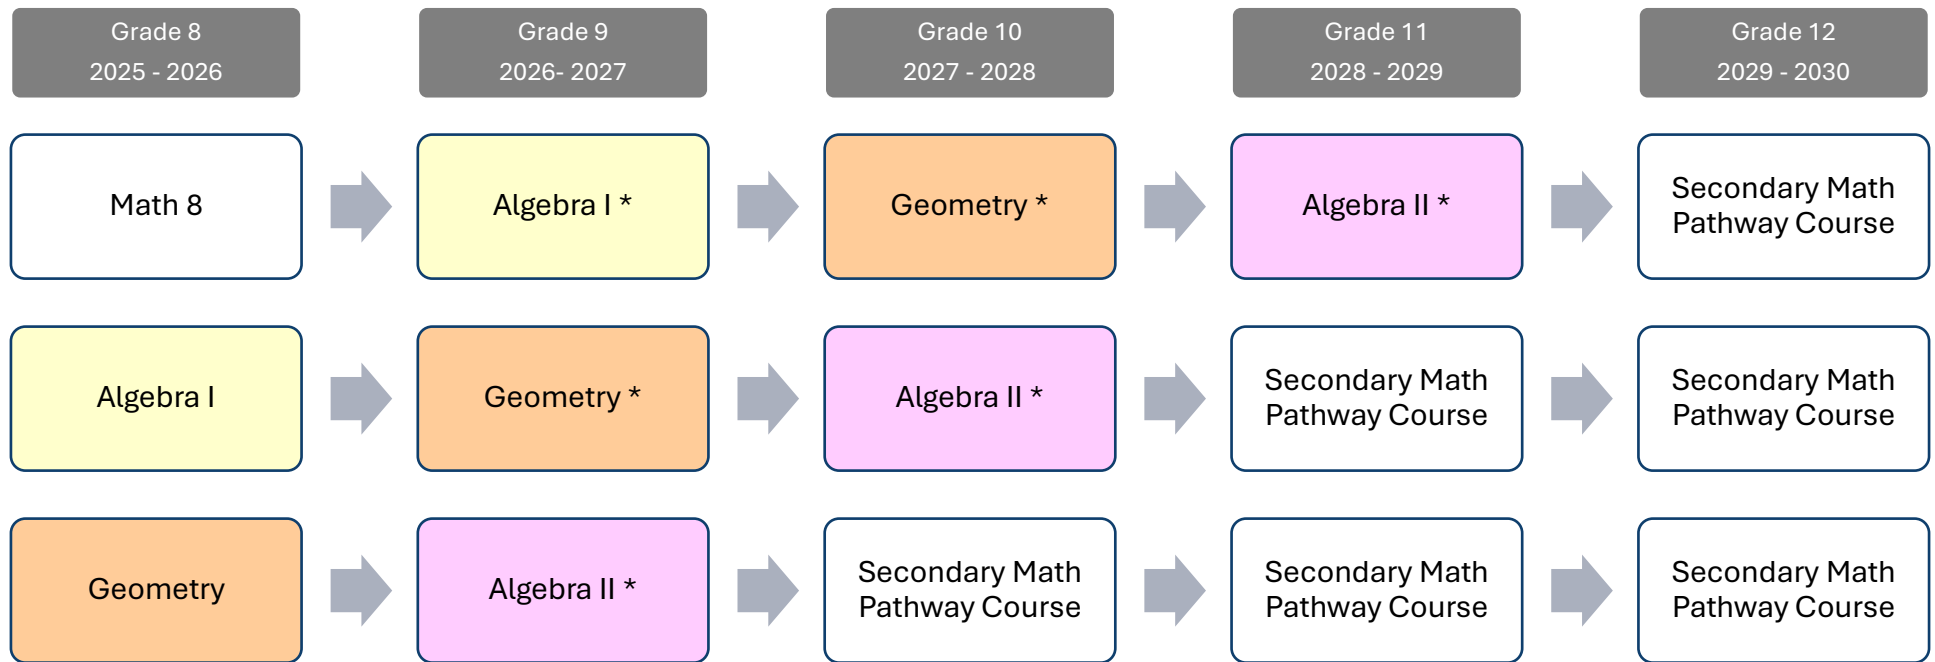 Grade 8
2025 - 2026
Grade 9
2026- 2027
Grade 10
2027 - 2028
Grade 11
2028 - 2029
Grade 12
2029 - 2030
Math 8
Algebra I *
Geometry *
Algebra II *
Secondary Math
Pathway Course
Algebra I
Geometry *
Algebra II *
Secondary Math
Pathway Course
Secondary Math
Pathway Course
Geometry
Algebra II *
Secondary Math
Pathway Course
Secondary Math
Pathway Course
Secondary Math
Pathway Course